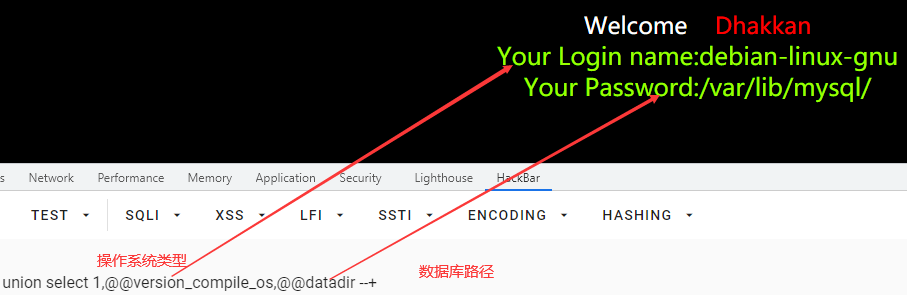 Welcome Dhakkan
Your Login name:debian-linux-gnu
Your Password:/var/lib/mysql/
Network Performance Memory Application Security Lighthouse HackBar
TEST SQLI XSS LFI SSTI ENCODING HASHING
操作系统类型
数据库路径
union select 1,@@version_compile_os,@@datadir --+